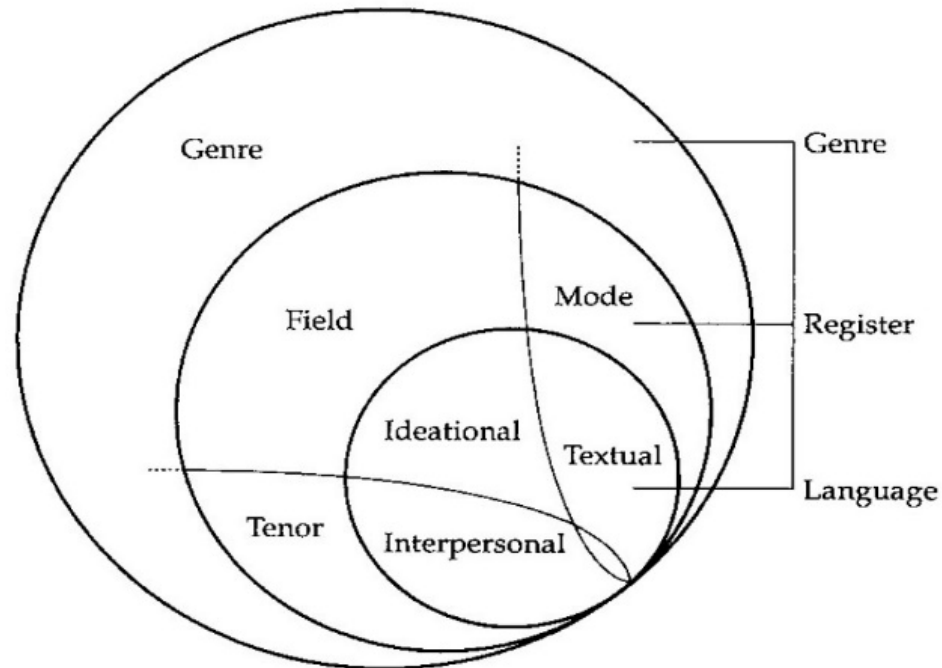 Genre
Genre
Mode
Field
Register
Ideational
Textual
Language
Tenor
Interpersonal